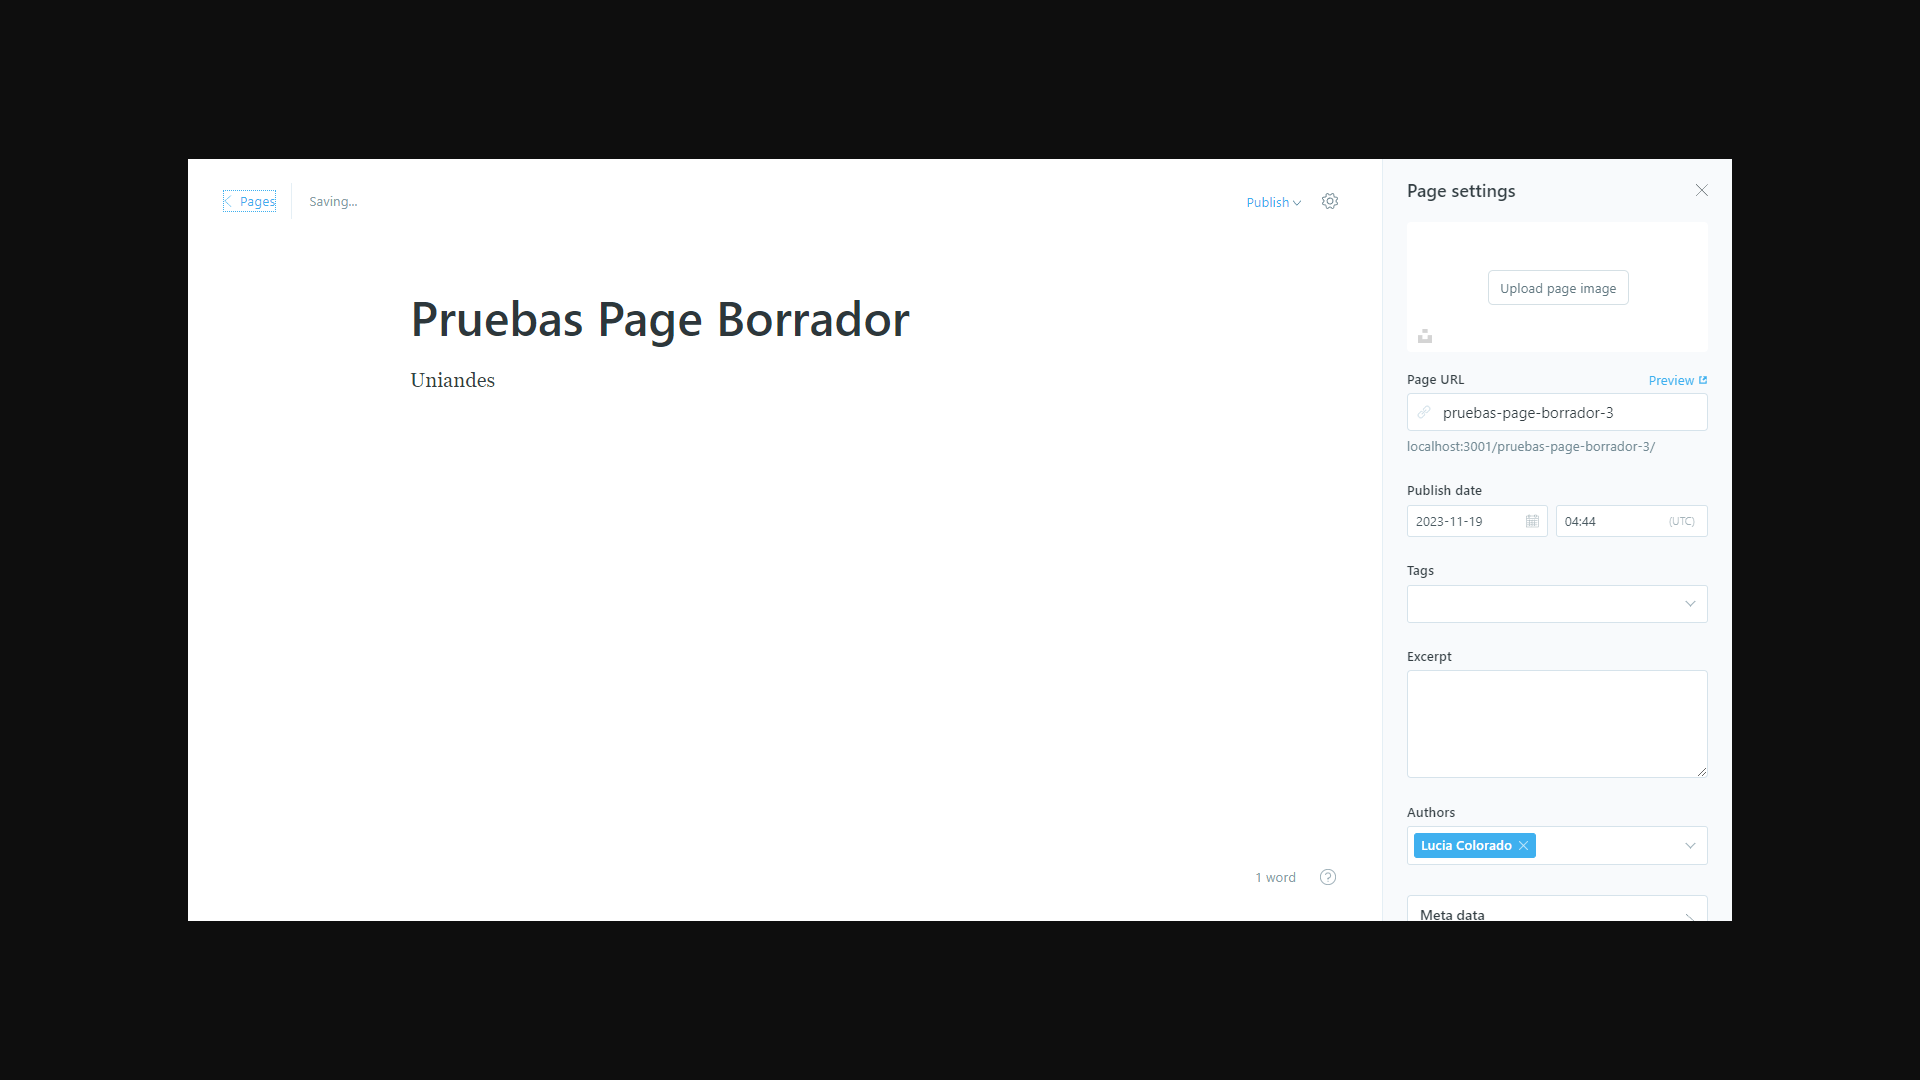 Pages
Saving...
Publish
Pruebas Page Borrador
Uniandes
1 word
Page settings
Upload page image
Page URL
Preview
pruebas-page-borrador-3
localhost:3001/pruebas-page-borrador-3/
Publish date
2023-11-19
04:44
(UTC)
Tags
Excerpt
Authors
Lucia Colorado
Meta data